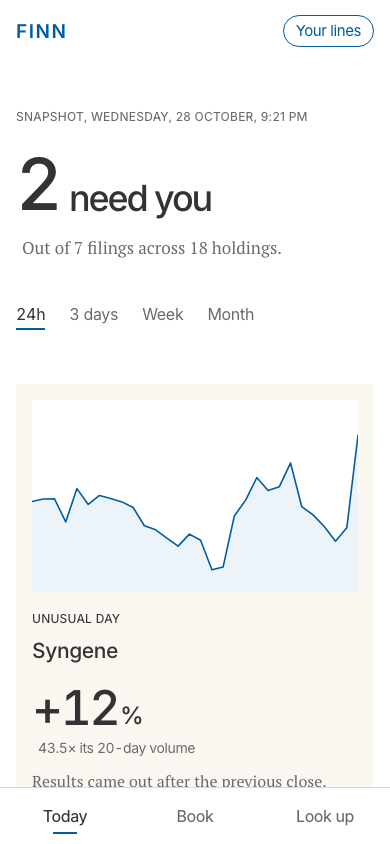 FINN
Your lines
SNAPSHOT, WEDNESDAY, 28 OCTOBER, 9:21 PM
2 need you
Out of 7 filings across 18 holdings.
24h 3 days Week Month
UNUSUAL DAY
Syngene
+12%
43.5× its 20-day volume
Results came out after the previous close.
Today Book Look up